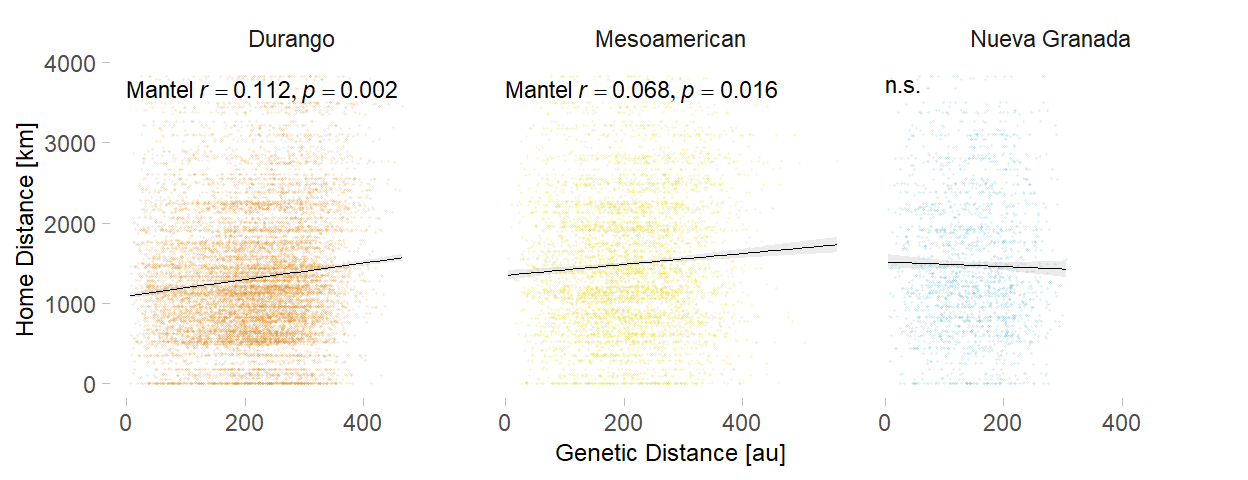 Durango Mesoamerican Nueva Granada
4000
Mantel r = 0.112, p = 0.002 Mantel r = 0.068, p = 0.016 n.s.
3000
Home Distance [km]
2000
1000
0
0 200 400 0 200 400 0 200 400
Genetic Distance [au]